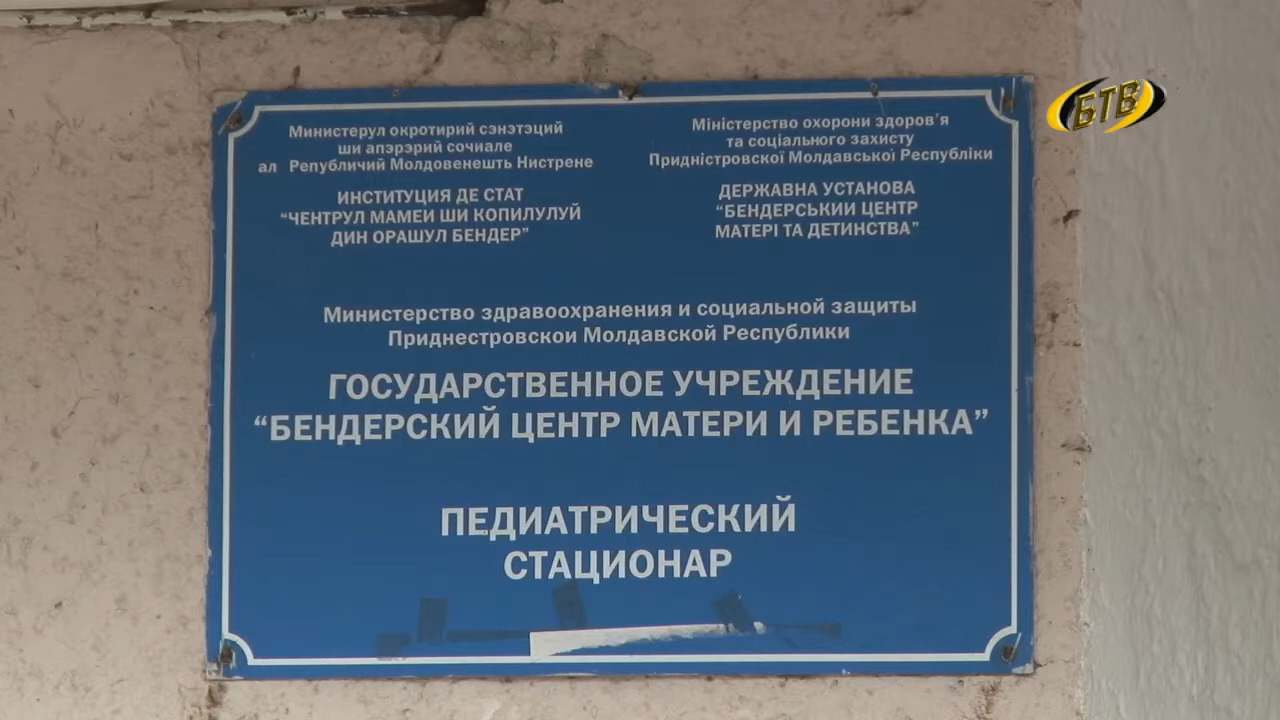 Министерул окротирий сэнэтэций
ши апэрэрий сочиале
ал Републичий Молдовенешть Нистрене
ИНСТИТУЦИЯ ДЕ СТАТ
“ЧЕНТРУЛ МАМЕИ ШИ КОПИЛУЛУЙ
ДИН ОРАШУЛ БЕНДЕР”
Міністерство охорони здоров’я
та соціального захисту
Придністровскої Молдавської Республіки
ДЕРЖАВНА УСТАНОВА
“БЕНДЕРСЬКИИ ЦЕНТР
МАТЕРІ ТА ДЕТИНСТВА”
Министерство здравоохранения и социальной защиты
Приднестровскои Молдавской Республики
ГОСУДАРСТВЕННОЕ УЧРЕЖДЕНИЕ
“БЕНДЕРСКИЙ ЦЕНТР МАТЕРИ И РЕБЕНКА”
ПЕДИАТРИЧЕСКИЙ
СТАЦИОНАР
БТВ